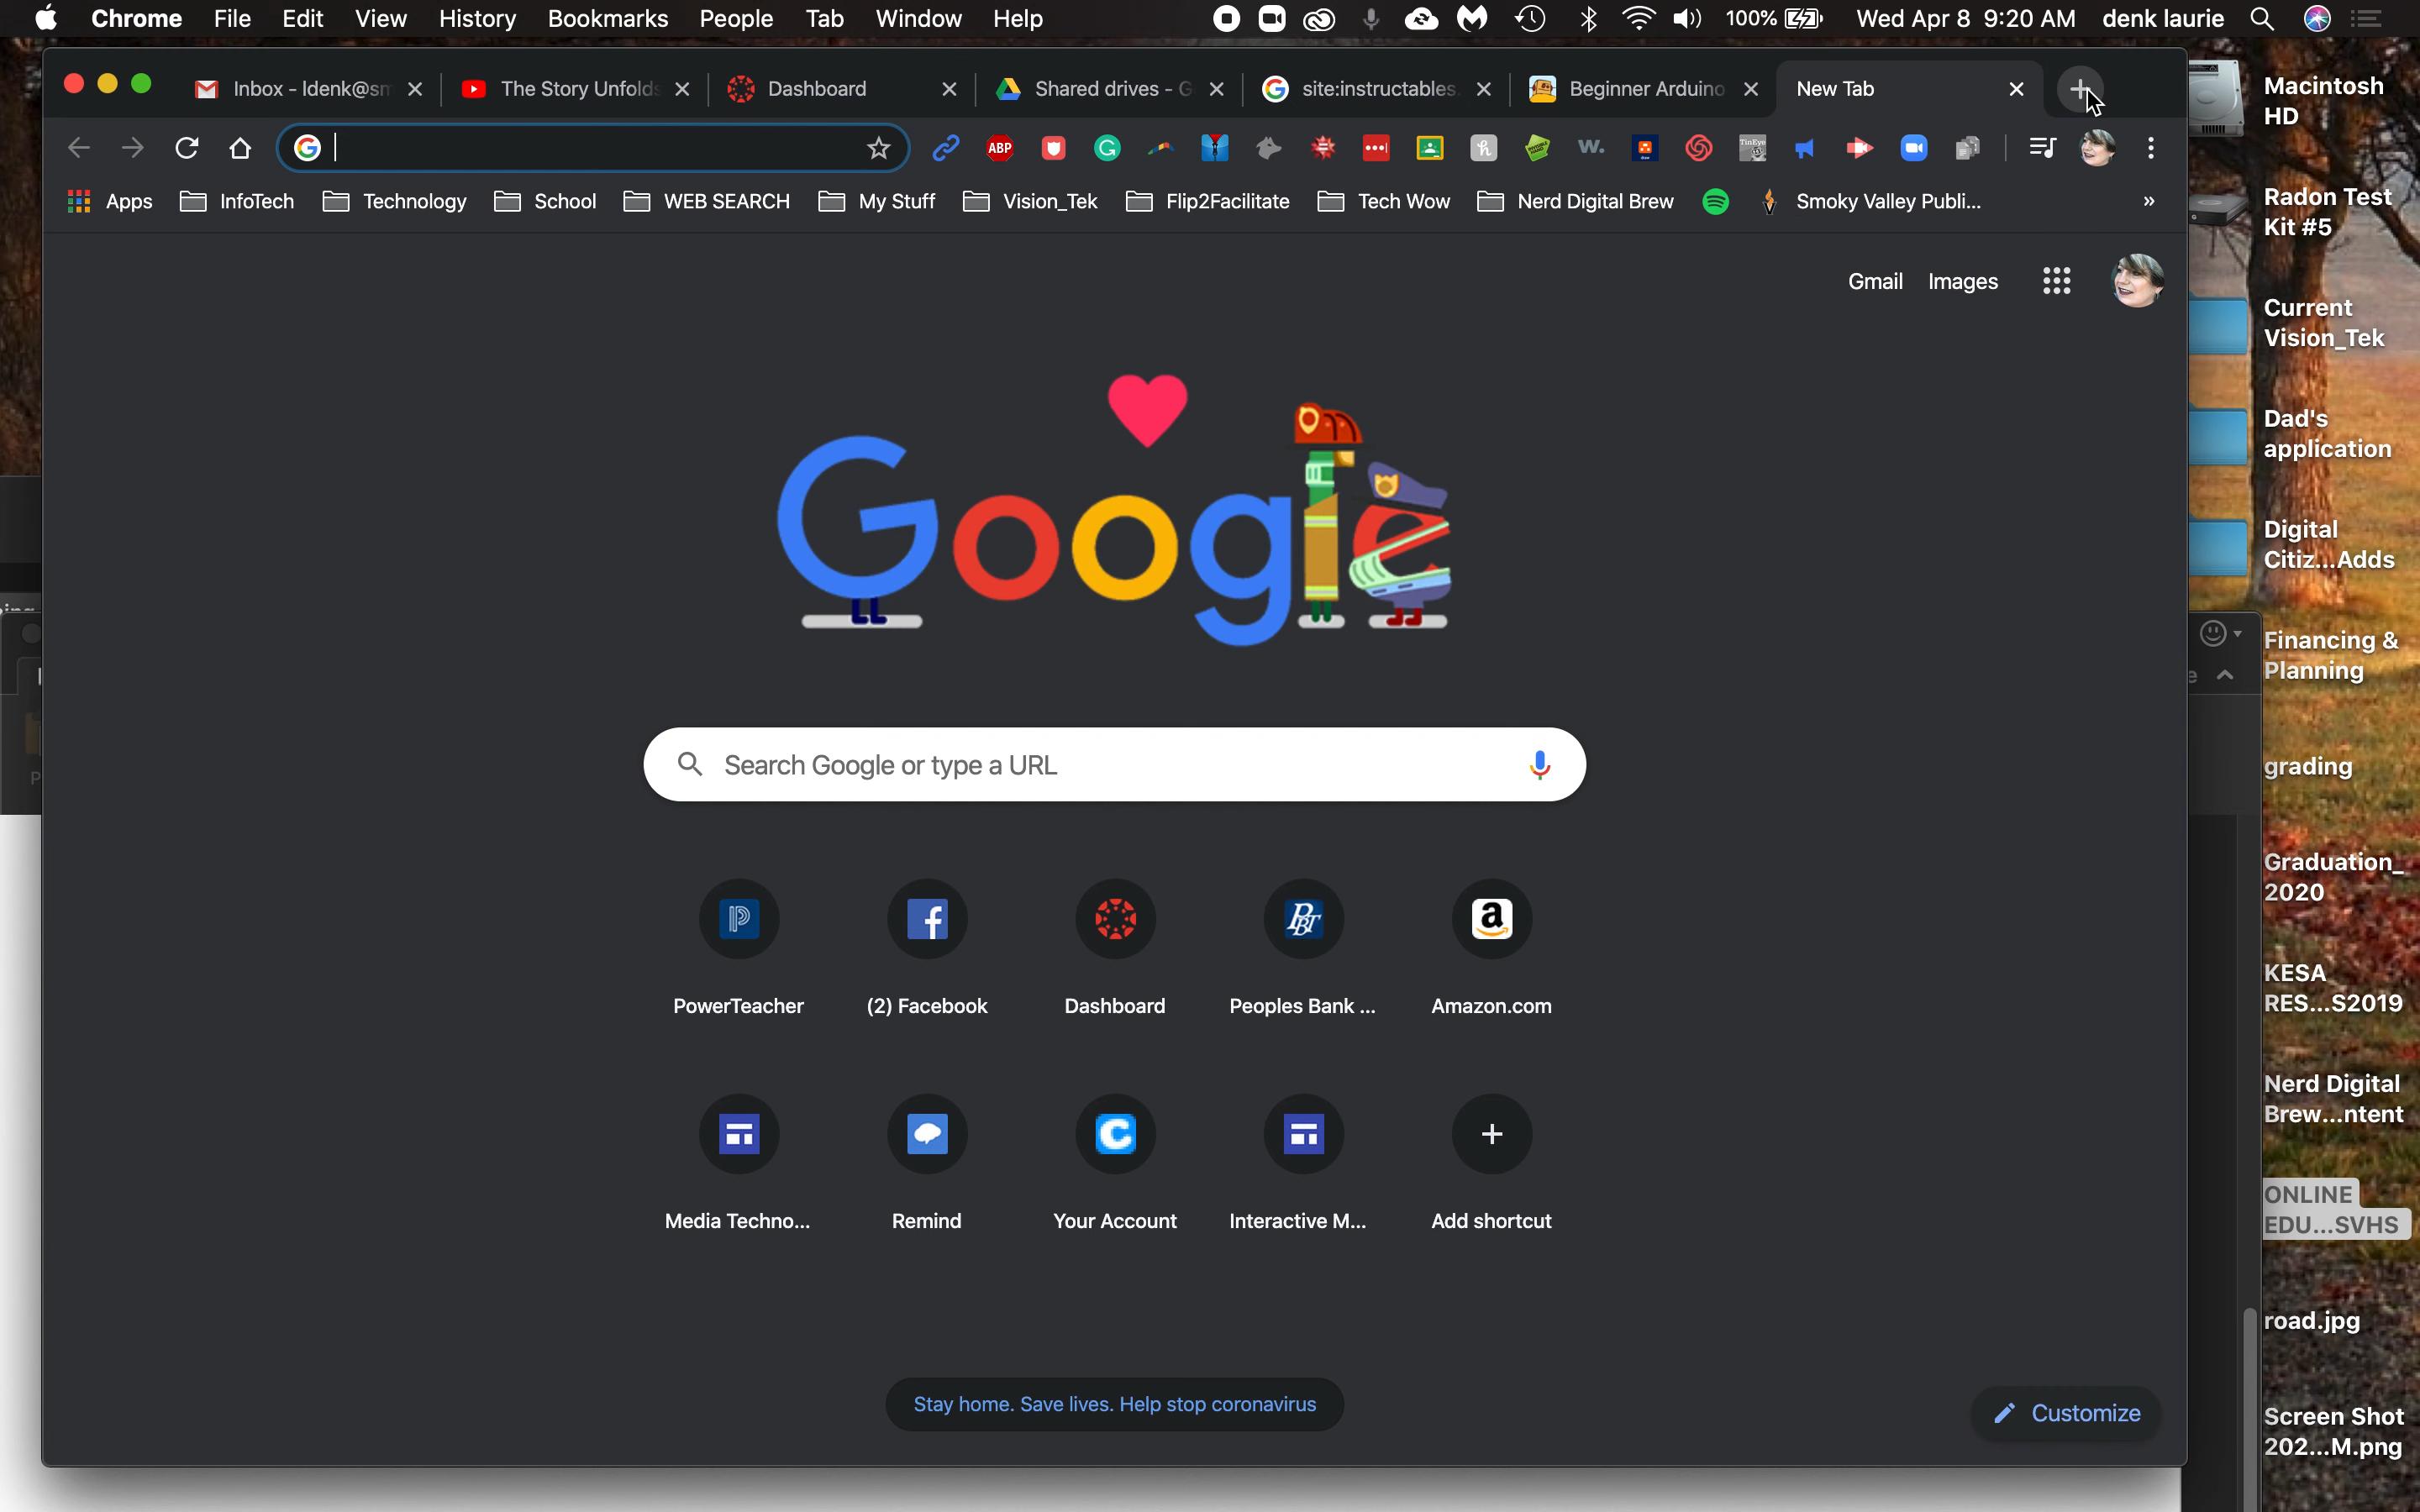 Chrome File Edit View History Bookmarks People Tab Window Help 100% Wed Apr 8 9:20 AM denk laurie
Inbox - ldenk@sm The Story Unfolds Dashboard Shared drives - G site:instructables. Beginner Arduino New Tab
ABP TinEye
Apps InfoTech Technology School WEB SEARCH My Stuff Vision_Tek Flip2Facilitate Tech Wow Nerd Digital Brew Smoky Valley Publi... »
Gmail Images
Google
Search Google or type a URL
PowerTeacher (2) Facebook Dashboard Peoples Bank ... Amazon.com
Media Techno... Remind Your Account Interactive M... Add shortcut
Stay home. Save lives. Help stop coronavirus
Customize
Macintosh
HD
Radon Test
Kit #5
Current
Vision_Tek
Dad's
application
Digital
Citiz...Adds
Financing &
Planning
grading
Graduation_
2020
KESA
RES...S2019
Nerd Digital
Brew...ntent
ONLINE
EDU...SVHS
road.jpg
Screen Shot
202...M.png